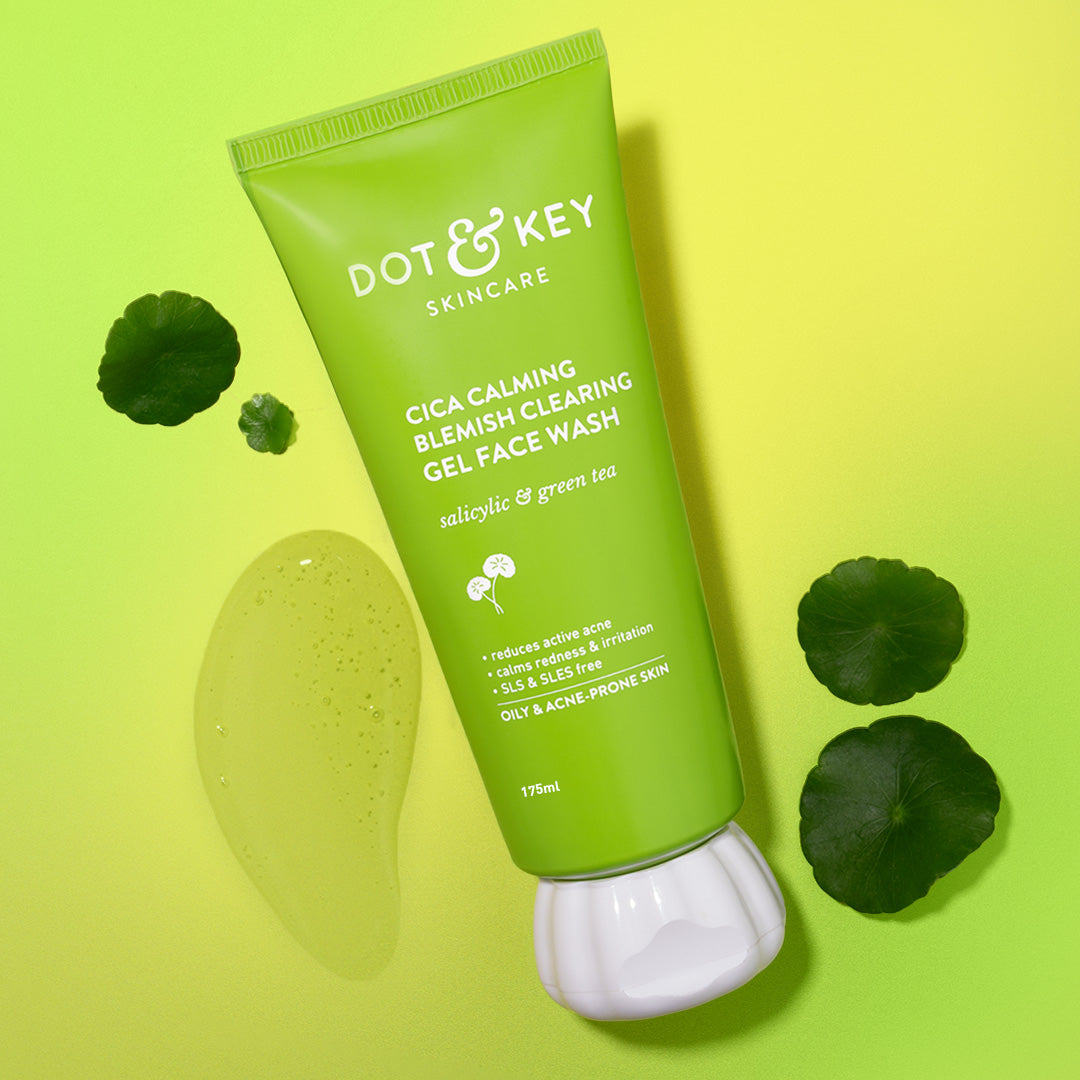 DOT & KEY
SKINCARE
CICA CALMING
BLEMISH CLEARING
GEL FACE WASH
salicylic & green tea
• reduces active acne
• calms redness & irritation
• SLS & SLES free
OILY & ACNE-PRONE SKIN
175ml